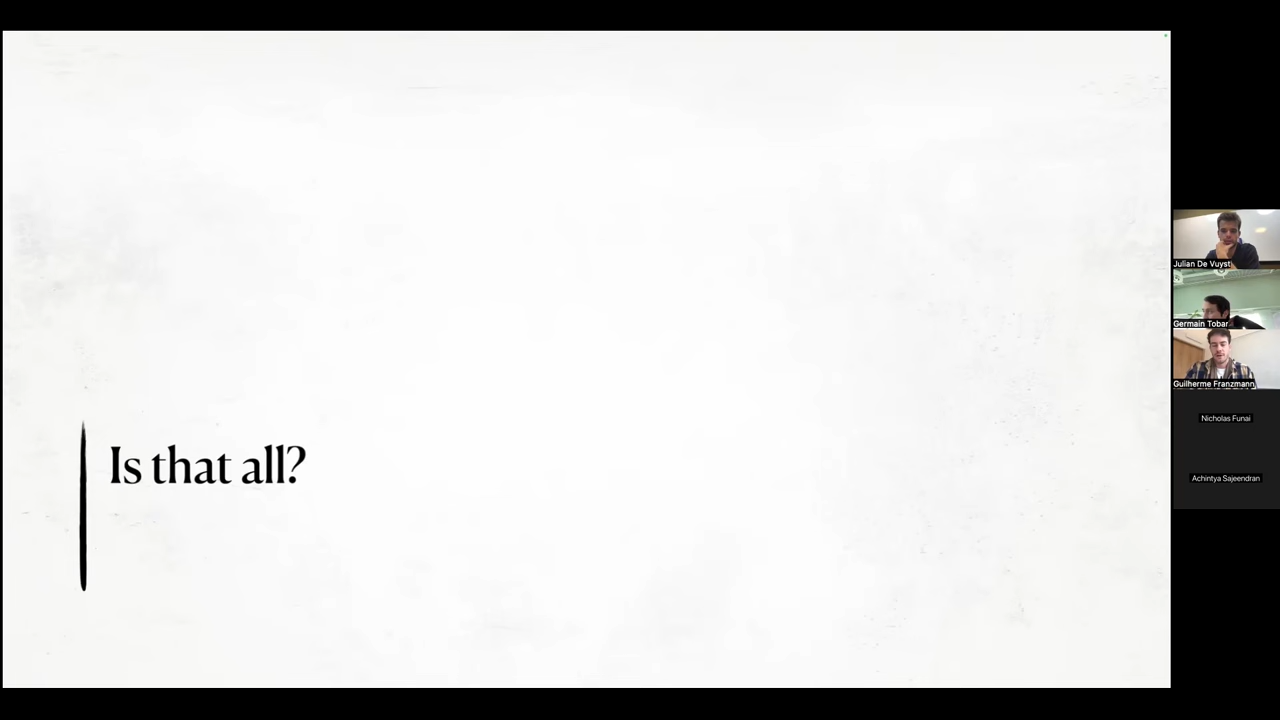 Is that all?
Julian De Vuyst
Germain Tobar
Guilherme Franzmann
Nicholas Funai
Achintya Sajeendran